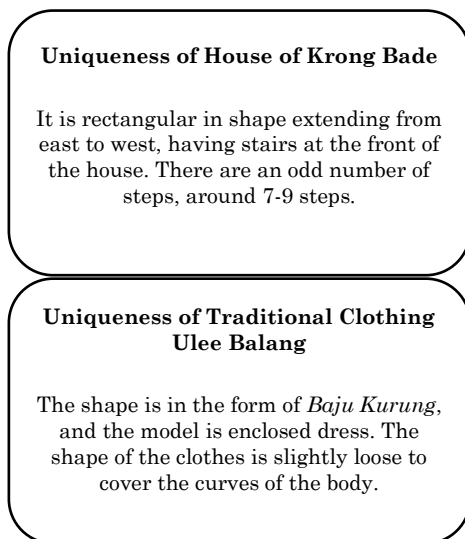 Uniqueness of House of Krong Bade
It is rectangular in shape extending from
east to west, having stairs at the front of
the house. There are an odd number of
steps, around 7-9 steps.
Uniqueness of Traditional Clothing
Ulee Balang
The shape is in the form of Baju Kurung,
and the model is enclosed dress. The
shape of the clothes is slightly loose to
cover the curves of the body.